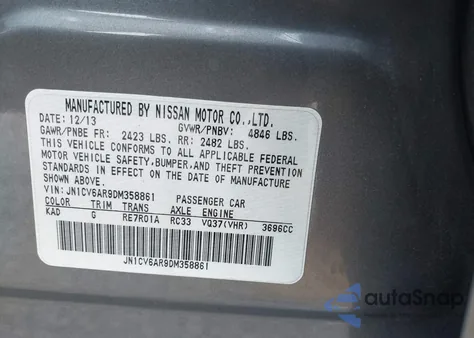 MANUFACTURED BY NISSAN MOTOR CO.,LTD.
DATE: 12/13 GVWR/PNBV: 4846 LBS.
GAWR/PNBE FR: 2423 LBS. RR: 2482 LBS.
THIS VEHICLE CONFORMS TO ALL APPLICABLE FEDERAL
MOTOR VEHICLE SAFETY, BUMPER, AND THEFT PREVENTION
STANDARDS IN EFFECT ON THE DATE OF MANUFACTURE
SHOWN ABOVE.
VIN: JN1CV6AR9DM358861 PASSENGER CAR
COLOR TRIM TRANS AXLE ENGINE
KAD G RE7R01A RC33 VQ37(VHR) 3696CC
JN1CV6AR9DM358861
autaSnap